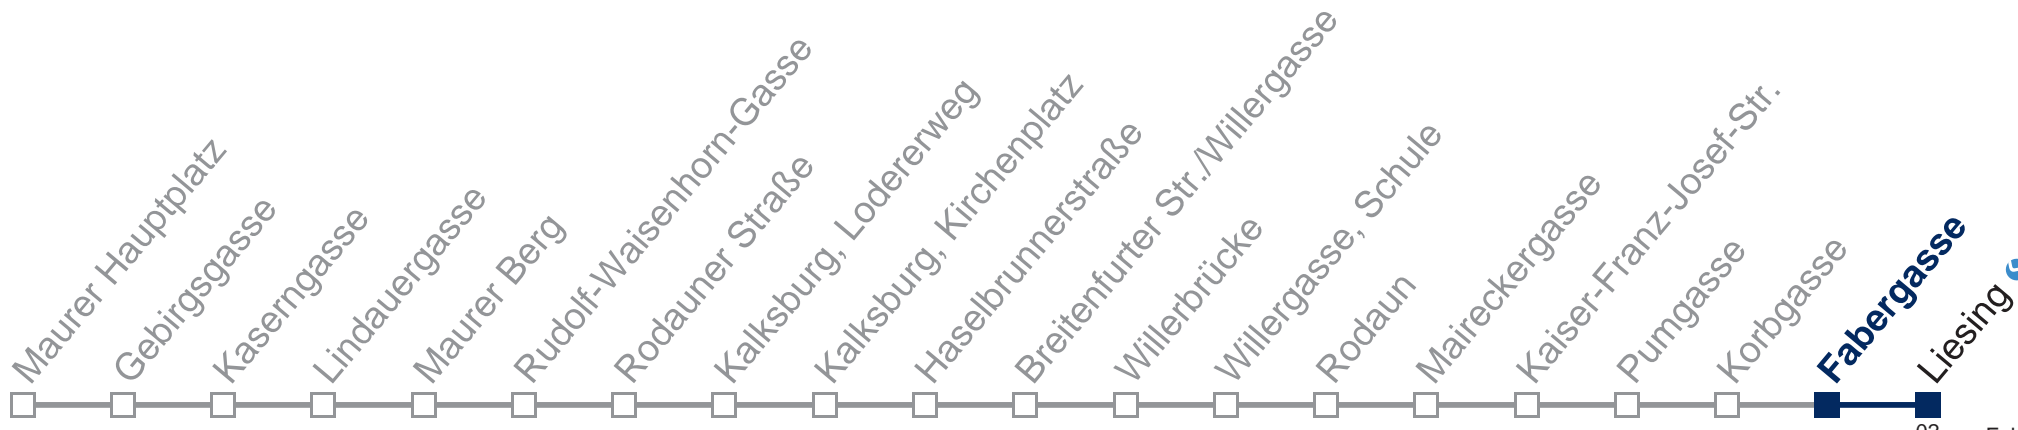 Maurer Hauptplatz
Gebirgsgasse
Kaserngasse
Lindauergasse
Maurer Berg
Rudolf-Waisenhorn-Gasse
Rodauner Straße
Kalksburg, Lodererweg
Kalksburg, Kirchenplatz
Haselbrunnerstraße
Breitenfurter Str./Willergasse
Willerbrücke
Willergasse, Schule
Rodaun
Maireckergasse
Kaiser-Franz-Josef-Str.
Pumgasse
Korbgasse
Fabergasse
Liesing